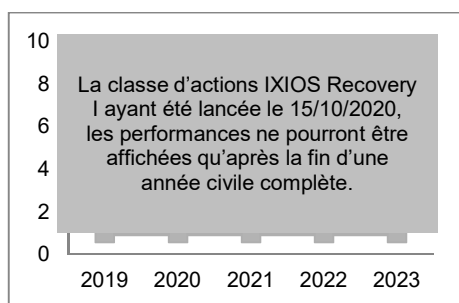 10
8
6
4
2
0
La classe d’actions IXIOS Recovery
I ayant été lancée le 15/10/2020,
les performances ne pourront être
affichées qu’après la fin d’une
année civile complète.
2019 2020 2021 2022 2023